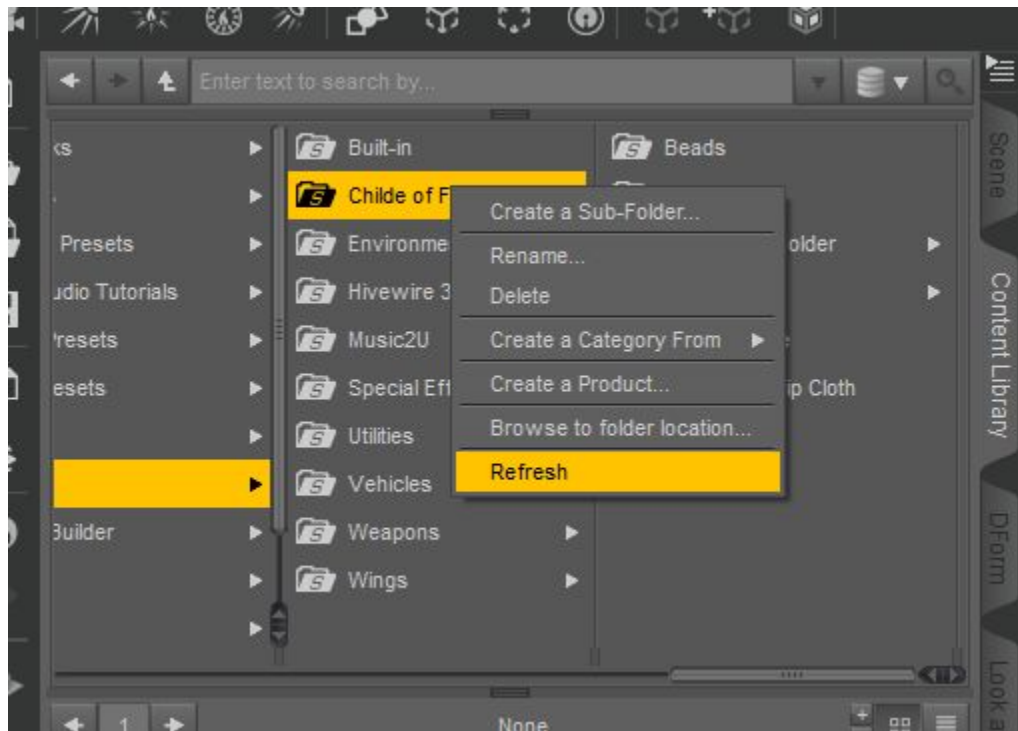 Enter text to search by...
Built-in
Childe of F
Environme
Hivewire 3
Music2U
Special Eff
Utilities
Vehicles
Weapons
Wings
Presets
udio Tutorials
resets
esets
Builder
Beads
older
ip Cloth
Create a Sub-Folder...
Rename...
Delete
Create a Category From
Create a Product...
Browse to folder location...
Refresh
Scene
Content Library
DForm
Look a
1
None